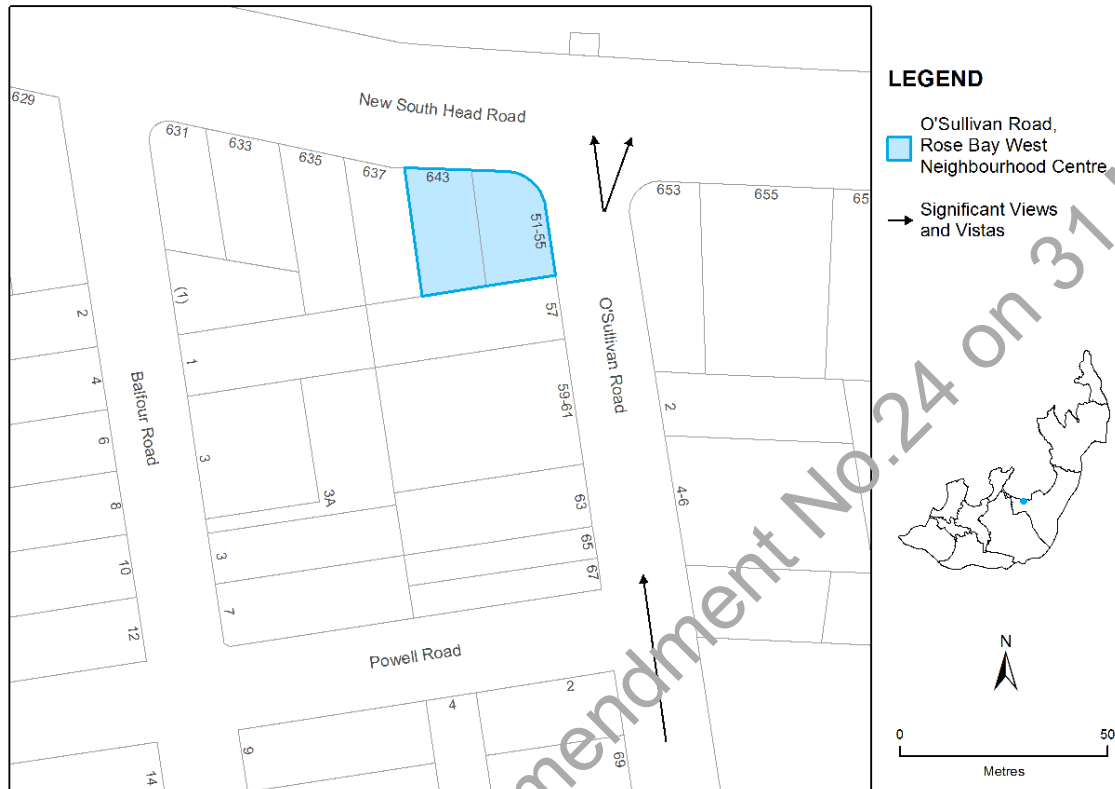 629
New South Head Road
631
633
635
637
643
51-55
653
655
65
(1)
2
57
O'Sullivan Road
1
4
Balfour Road
59-61
2
6
3
3A
8
63
4-6
65
3
10
67
7
12
Powell Road
2
4
9
69
14
LEGEND
O'Sullivan Road,
Rose Bay West
Neighbourhood Centre
Significant Views
and Vistas
N
0 50
Metres
mendment No.24 on 31